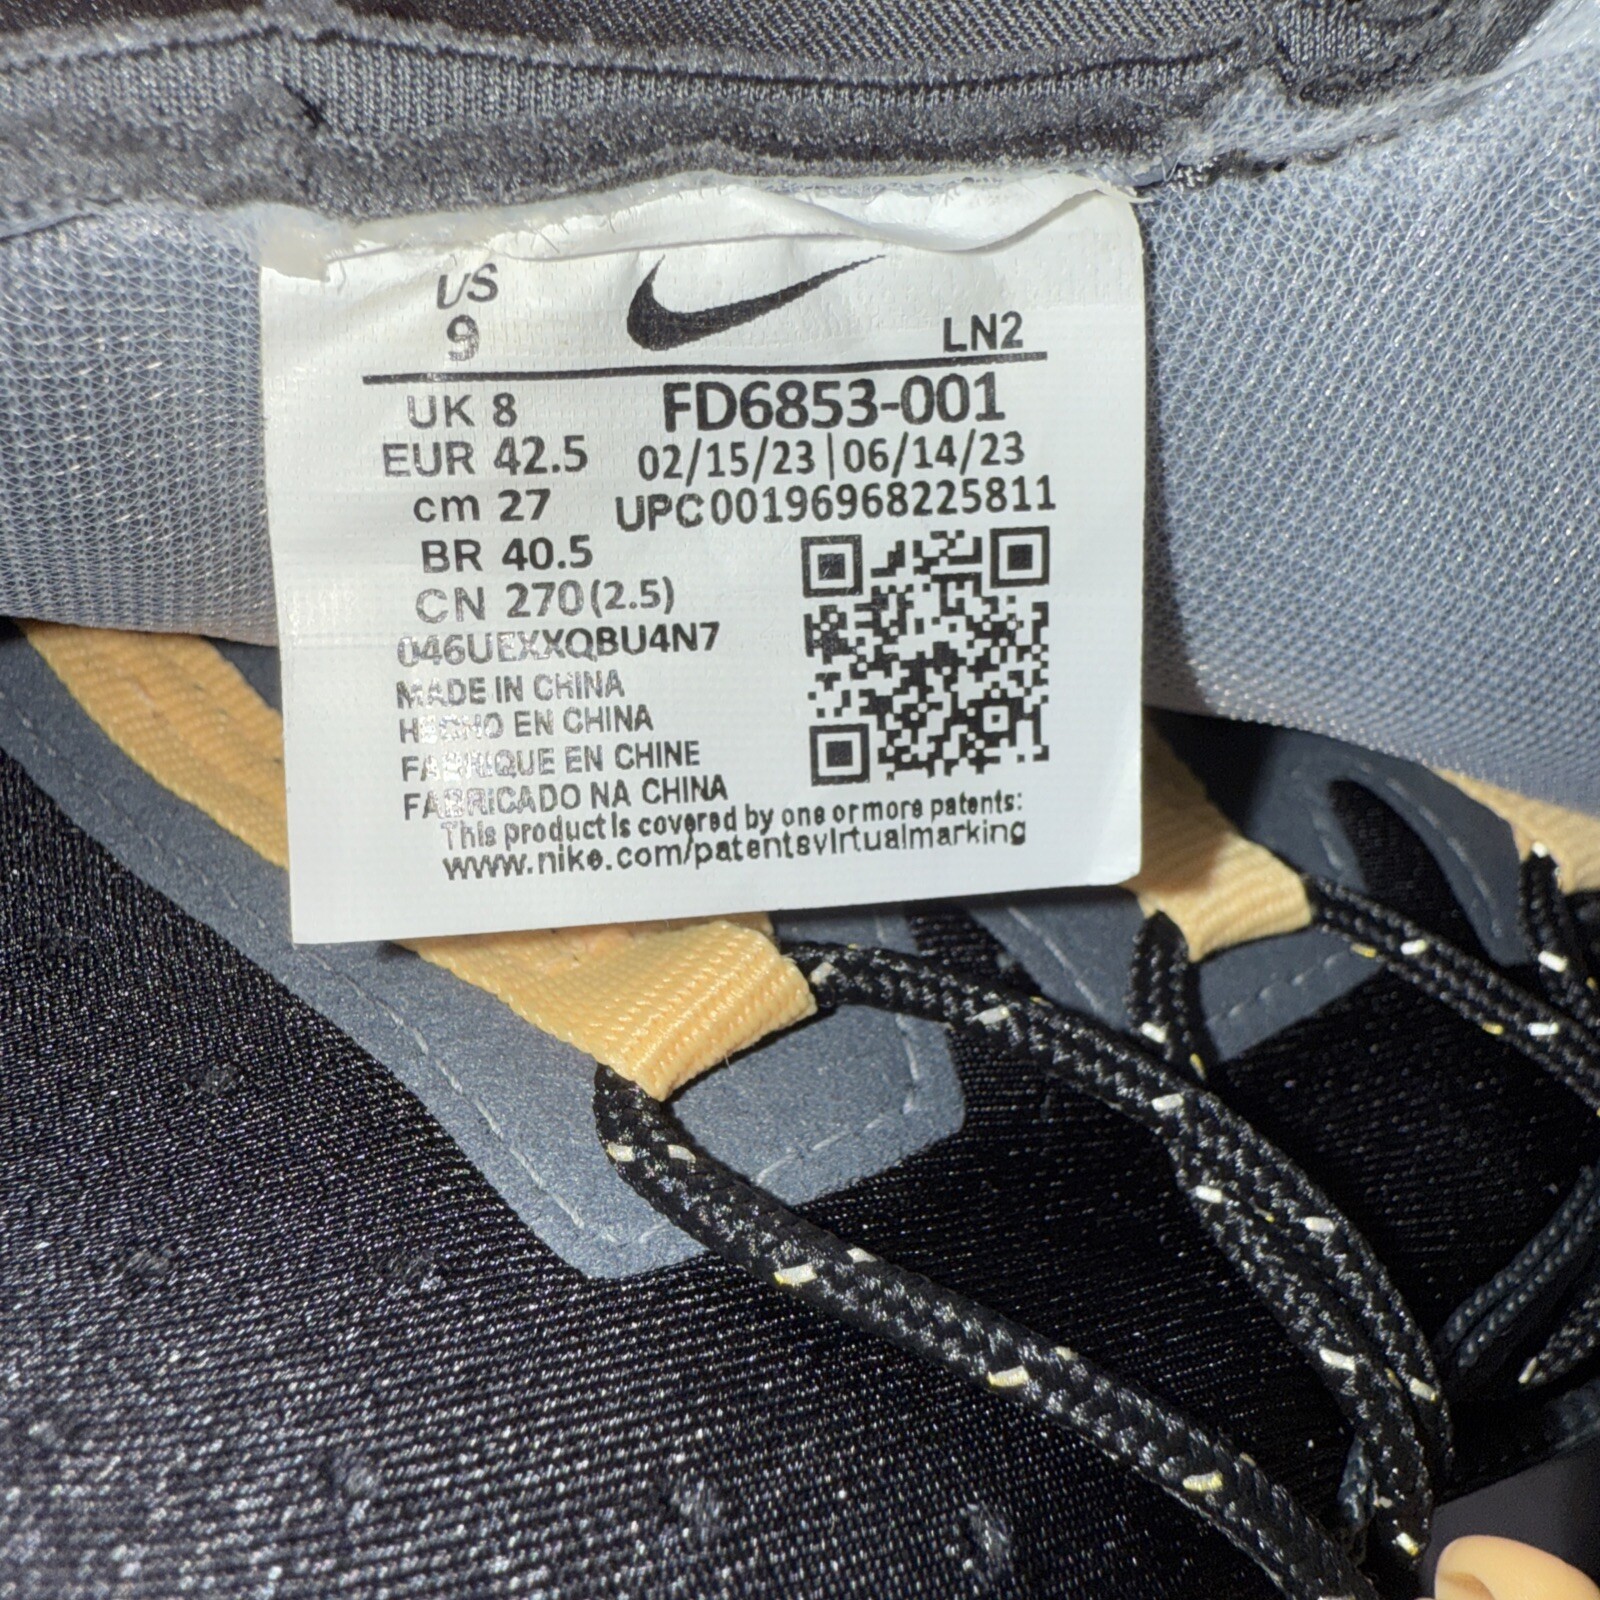 US
9
LN2
UK 8 FD6853-001
EUR 42.5 02/15/23|06/14/23
cm 27 UPC00196968225811
BR 40.5
CN 270(2.5)
046UEXXQBU4N7
MADE IN CHINA
HECHO EN CHINA
FABRIQUE EN CHINE
FABRICADO NA CHINA
This product is covered by one or more patents:
www.nike.com/patentsvirtualmarking